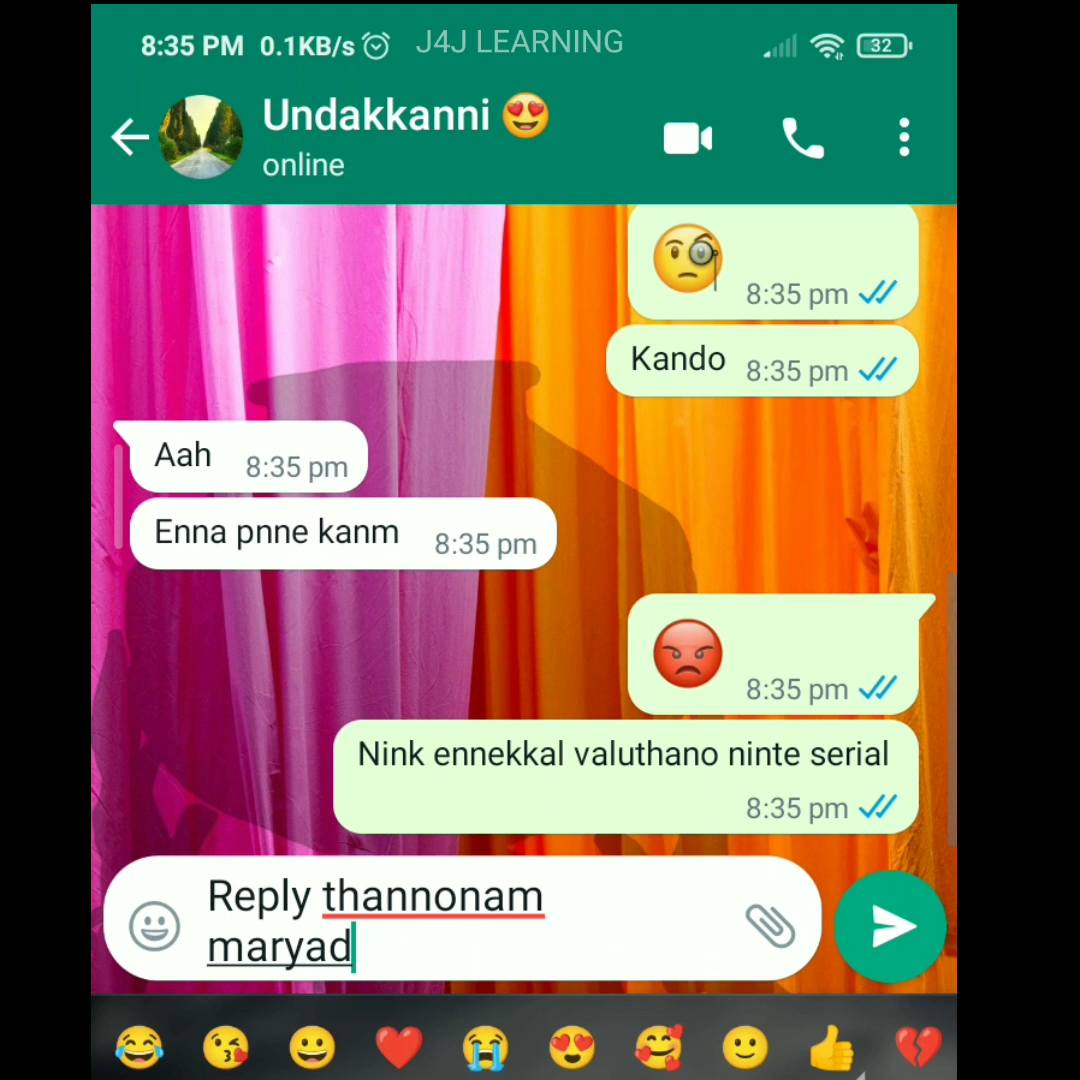 8:35 PM 0.1KB/s J4J LEARNING 32
Undakkanni 😍
online
🧐 8:35 pm
Kando 8:35 pm
Aah 8:35 pm
Enna pnne kanm 8:35 pm
😡 8:35 pm
Nink ennekkal valuthano ninte serial
8:35 pm
Reply thannonam
maryad